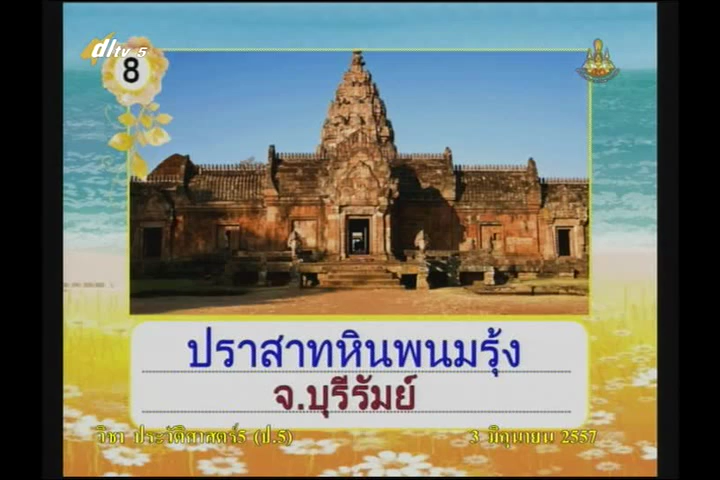 dltv 5
8
ปราสาทหินพนมรุ้ง
จ.บุรีรัมย์
วิชา ประวัติศาสตร์5 (ป.5)
3 มิถุนายน 2557